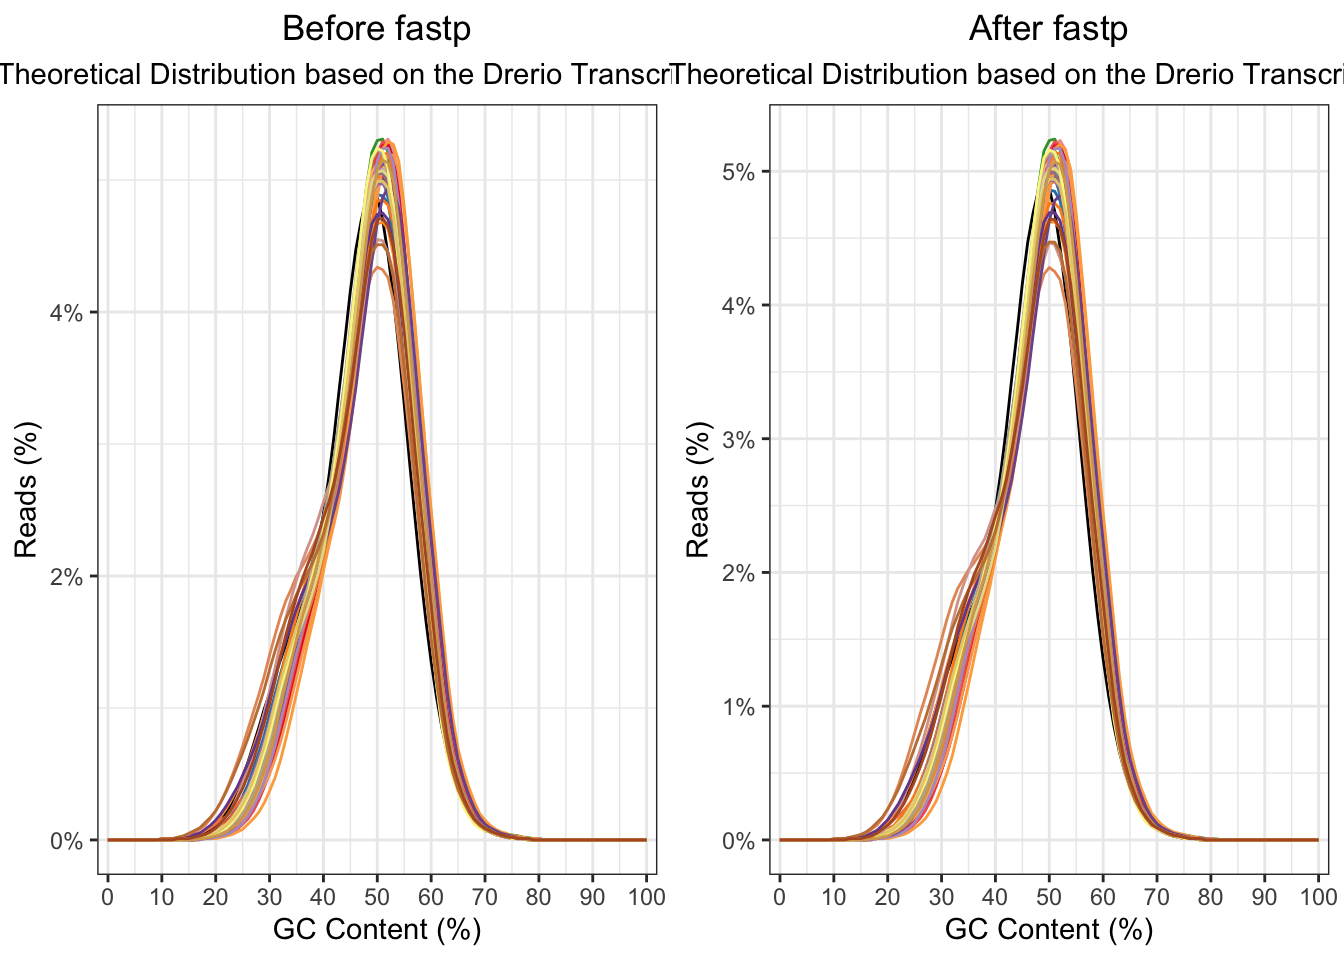 Before fastp
Theoretical Distribution based on the Drerio Transcr
Reads (%)
4%
2%
0%
0 10 20 30 40 50 60 70 80 90 100
GC Content (%)
After fastp
Theoretical Distribution based on the Drerio Transcri
Reads (%)
5%
4%
3%
2%
1%
0%
0 10 20 30 40 50 60 70 80 90 100
GC Content (%)